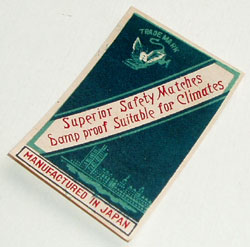 TRADE MARK
Superior Safety Matches
Damp proof Suitable for Climates
MANUFACTURED IN JAPAN